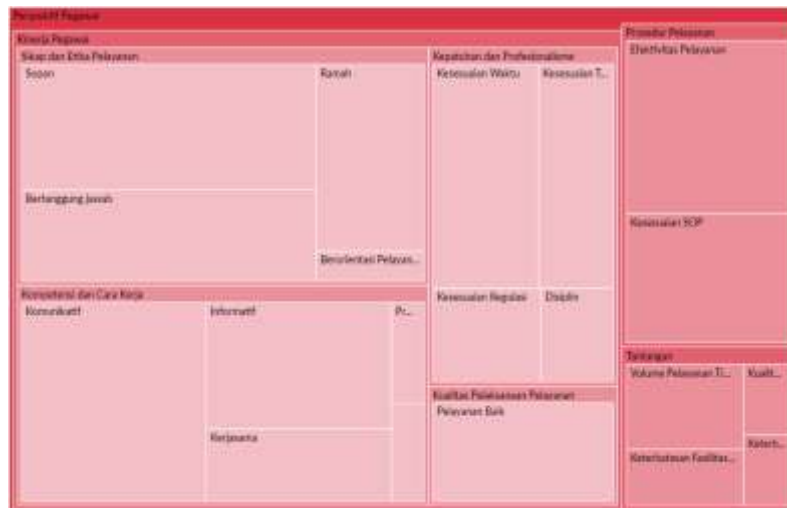 Perspektif Pegawai
Kinerja Pegawai
Sikap dan Etika Pelayanan
Sopan
Ramah
Bertanggung Jawab
Berorientasi Pelayan...
Kompetensi dan Cara Kerja
Komunikatif
Informatif
Pr...
Kerjasama
Kepatuhan dan Profesionalisme
Kesesuaian Waktu
Kesesuaian T...
Kesesuaian Regulasi
Disiplin
Kualitas Pelaksanaan Pelayanan
Pelayanan Baik
Prosedur Pelayanan
Efektivitas Pelayanan
Kesesuaian SOP
Tantangan
Volume Pelayanan Ti...
Kualit...
Keterbatasan Fasilitas...
Keterb...